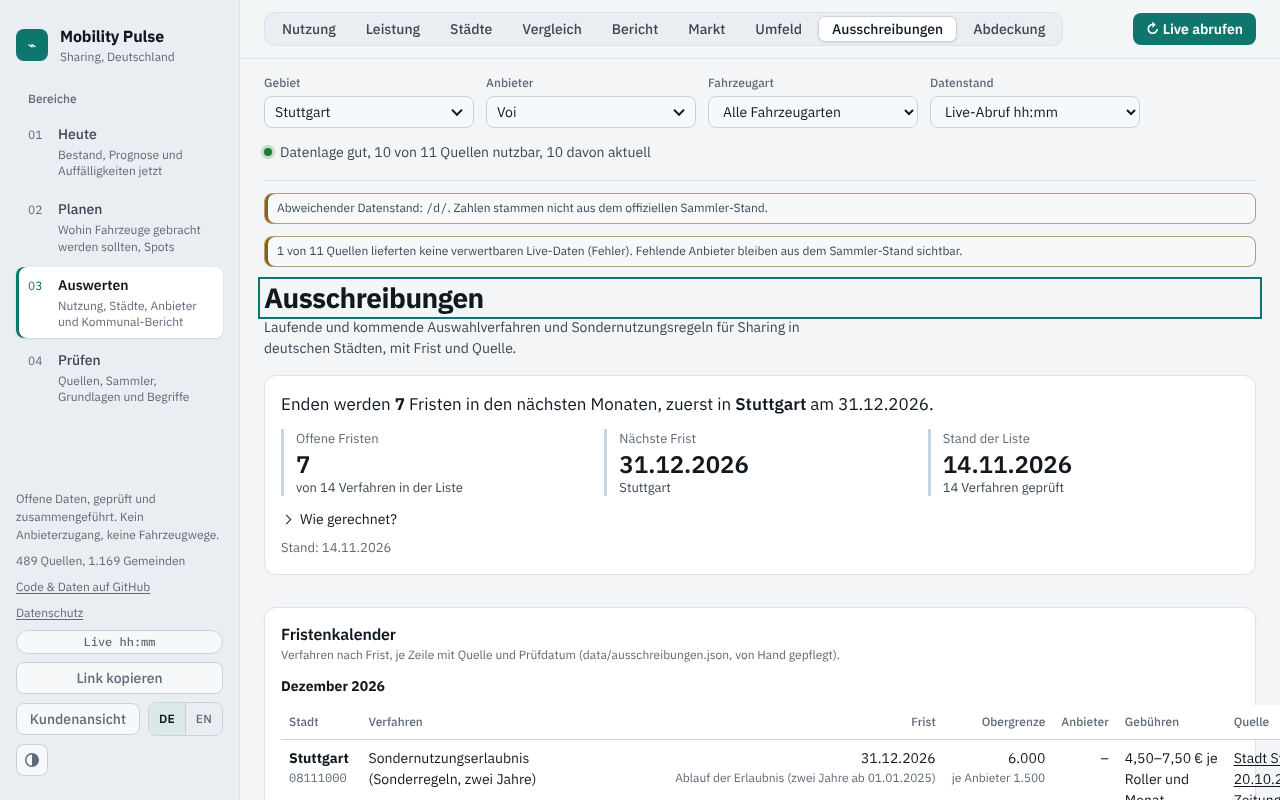 Mobility Pulse
Sharing, Deutschland
Bereiche
01 Heute
Bestand, Prognose und
Auffälligkeiten jetzt
02 Planen
Wohin Fahrzeuge gebracht
werden sollten, Spots
03 Auswerten
Nutzung, Städte, Anbieter
und Kommunal-Bericht
04 Prüfen
Quellen, Sammler,
Grundlagen und Begriffe
Offene Daten, geprüft und
zusammengeführt. Kein
Anbieterzugang, keine Fahrzeugwege.
489 Quellen, 1.169 Gemeinden
Code & Daten auf GitHub
Datenschutz
Live hh:mm
Link kopieren
Kundenansicht DE EN
Nutzung Leistung Städte Vergleich Bericht Markt Umfeld Ausschreibungen Abdeckung
↻ Live abrufen
Gebiet Anbieter Fahrzeugart Datenstand
Stuttgart Voi Alle Fahrzeugarten Live-Abruf hh:mm
Datenlage gut, 10 von 11 Quellen nutzbar, 10 davon aktuell
Abweichender Datenstand: /d/. Zahlen stammen nicht aus dem offiziellen Sammler-Stand.
1 von 11 Quellen lieferten keine verwertbaren Live-Daten (Fehler). Fehlende Anbieter bleiben aus dem Sammler-Stand sichtbar.
Ausschreibungen
Laufende und kommende Auswahlverfahren und Sondernutzungsregeln für Sharing in
deutschen Städten, mit Frist und Quelle.
Enden werden 7 Fristen in den nächsten Monaten, zuerst in Stuttgart am 31.12.2026.
Offene Fristen Nächste Frist Stand der Liste
7 31.12.2026 14.11.2026
von 14 Verfahren in der Liste Stuttgart 14 Verfahren geprüft
Wie gerechnet?
Stand: 14.11.2026
Fristenkalender
Verfahren nach Frist, je Zeile mit Quelle und Prüfdatum (data/ausschreibungen.json, von Hand gepflegt).
Dezember 2026
Stadt Verfahren Frist Obergrenze Anbieter Gebühren Quelle
Stuttgart Sondernutzungserlaubnis 31.12.2026 6.000 – 4,50–7,50 € je Stadt
08111000 (Sonderregeln, zwei Jahre) Ablauf der Erlaubnis (zwei Jahre ab 01.01.2025) je Anbieter 1.500 Roller und
Monat